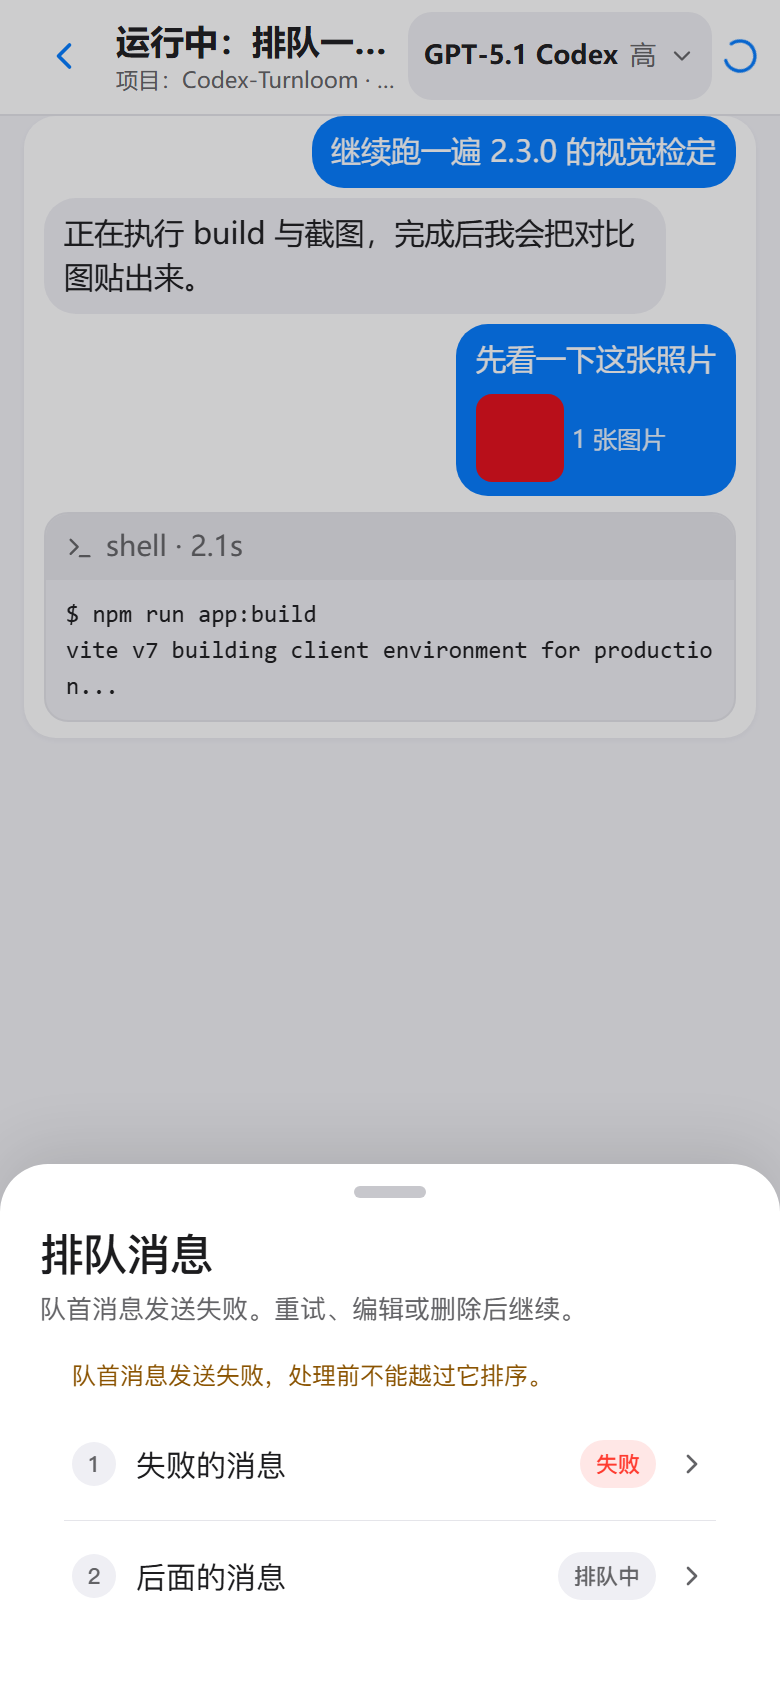 运行中：排队一...
项目：Codex-Turnloom · ...
GPT-5.1 Codex 高
继续跑一遍 2.3.0 的视觉检定
正在执行 build 与截图，完成后我会把对比
图贴出来。
先看一下这张照片
1 张图片
>_ shell · 2.1s
$ npm run app:build
vite v7 building client environment for productio
n...
排队消息
队首消息发送失败。重试、编辑或删除后继续。
队首消息发送失败，处理前不能越过它排序。
1 失败的消息 失败
2 后面的消息 排队中